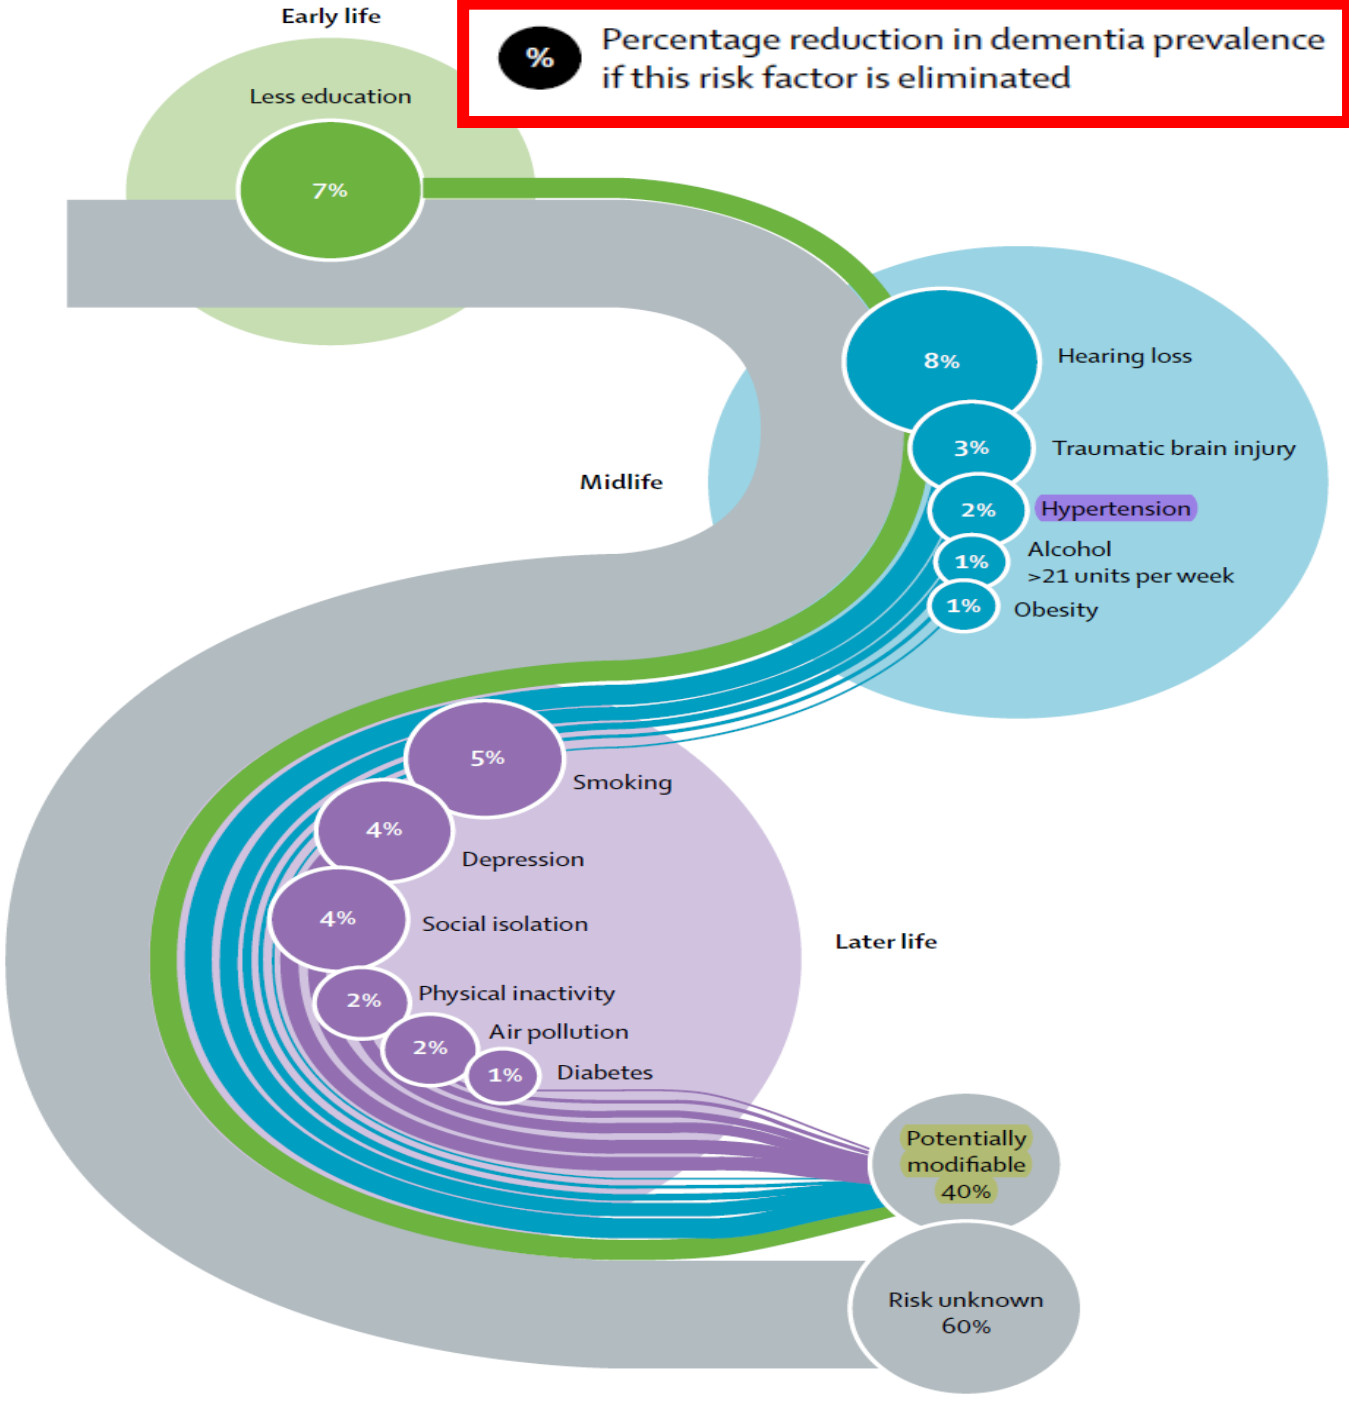 Early life
%
Percentage reduction in dementia prevalence
if this risk factor is eliminated
Less education
7%
8%
Hearing loss
3%
Traumatic brain injury
Midlife
2%
Hypertension
1%
Alcohol
>21 units per week
1%
Obesity
5%
Smoking
4%
Depression
4%
Social isolation
Later life
2%
Physical inactivity
2%
Air pollution
1%
Diabetes
Potentially
modifiable
40%
Risk unknown
60%